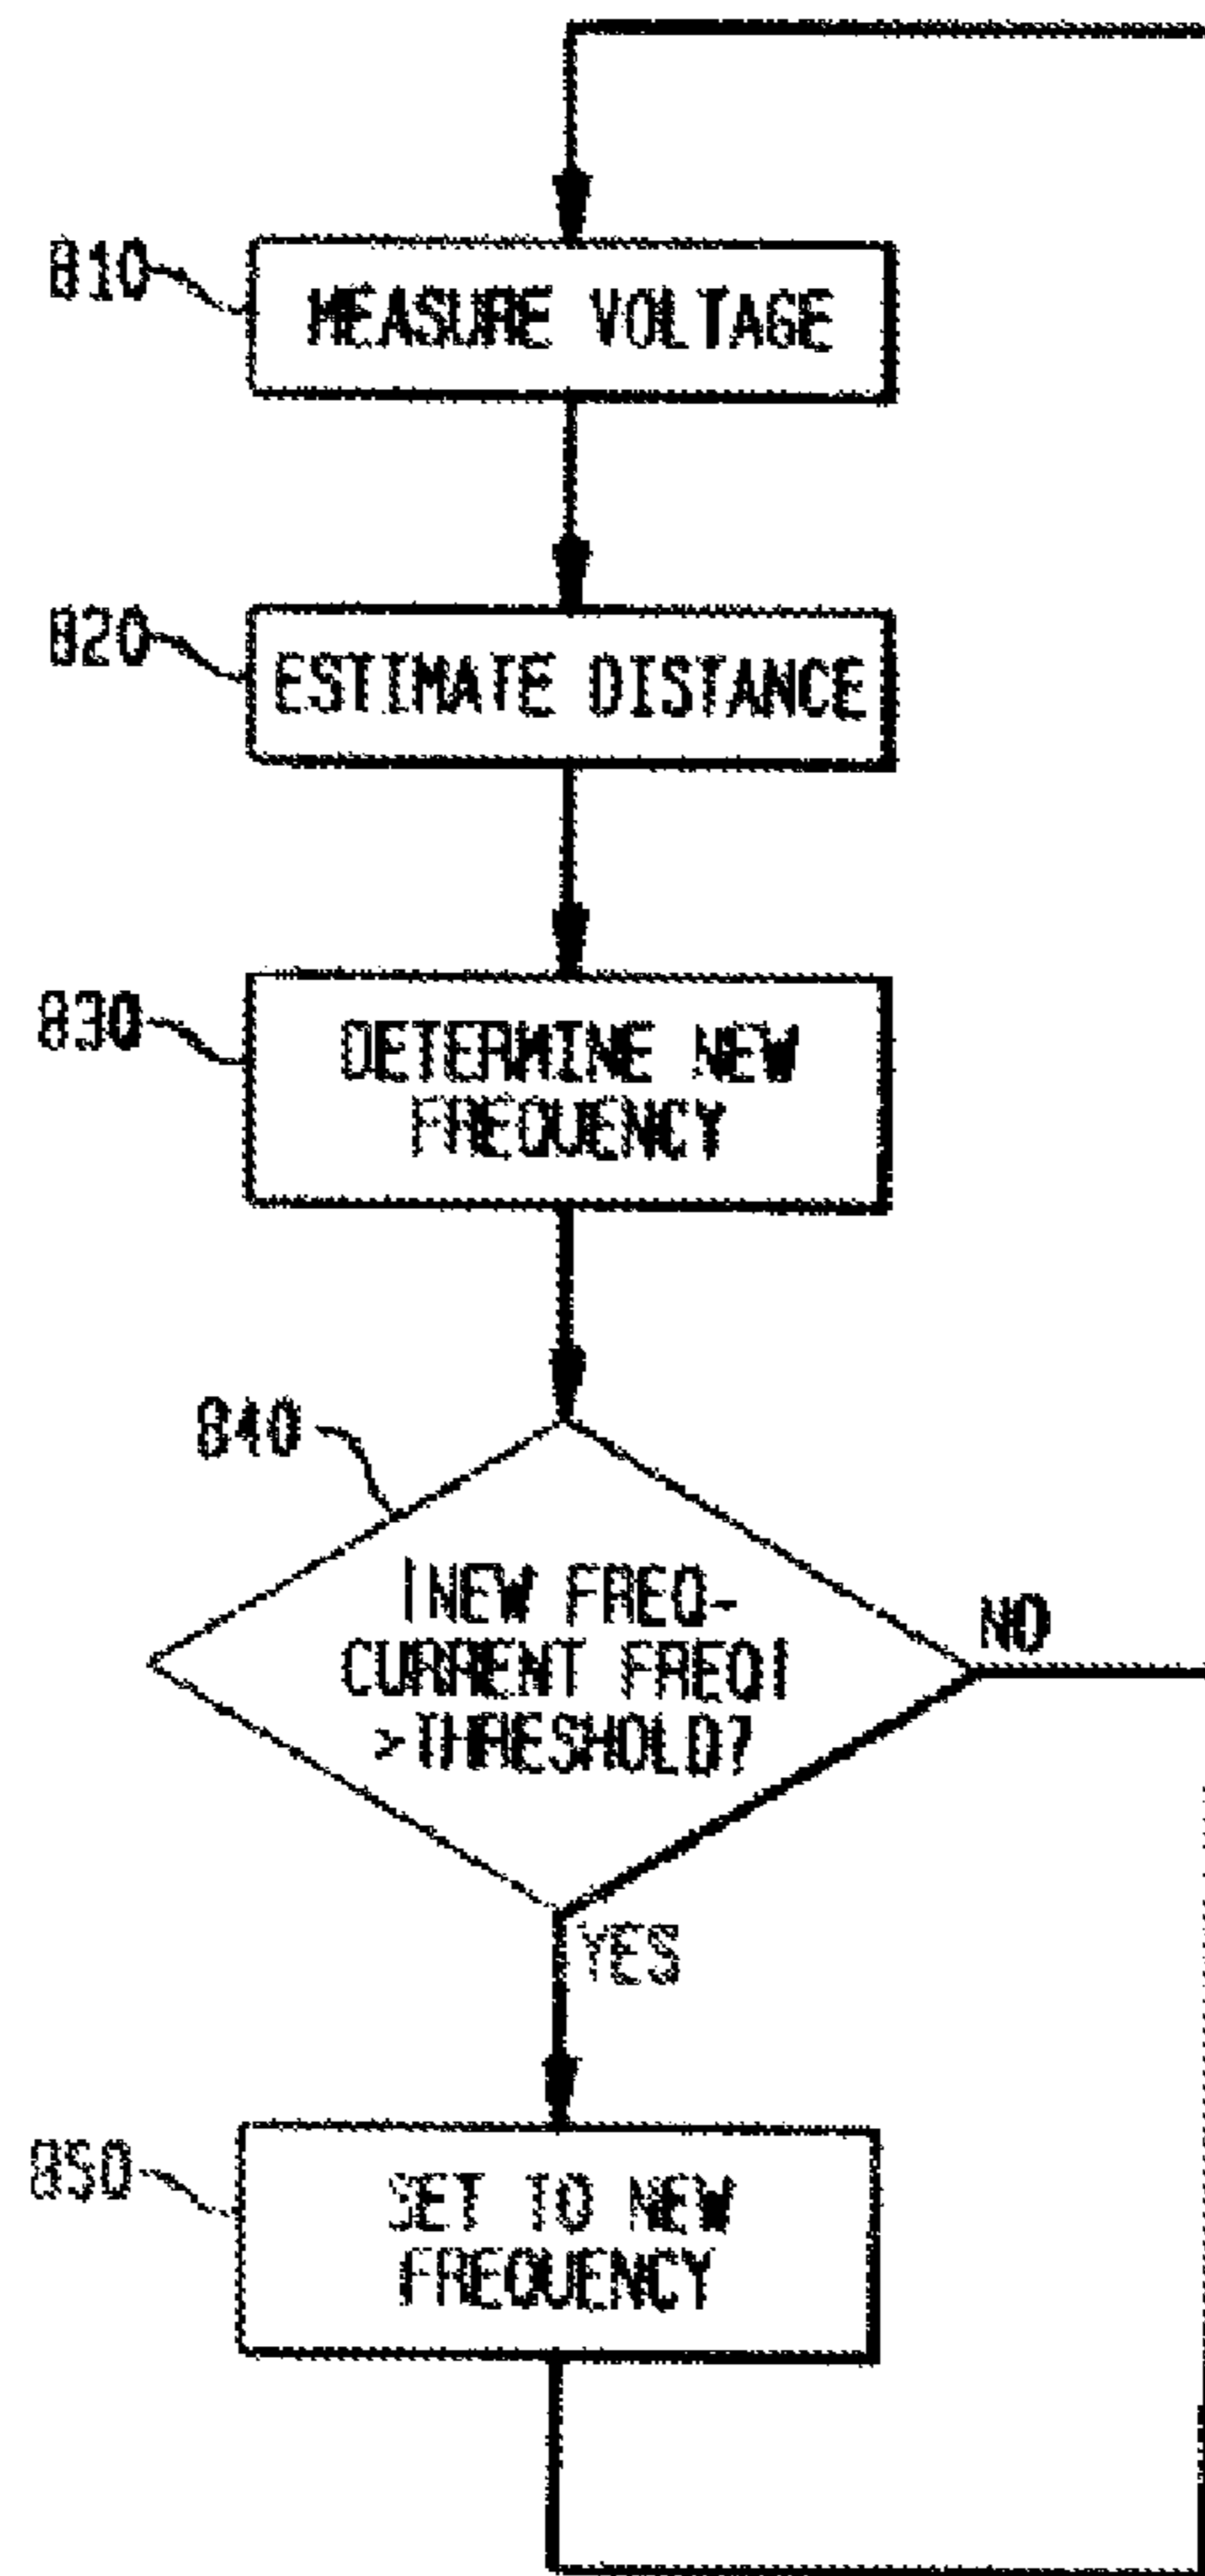 810
MEASURE VOLTAGE
820
ESTIMATE DISTANCE
830
DETERMINE NEW
FREQUENCY
840
|NEW FREQ-
CURRENT FREQ|
>THRESHOLD?
NO
YES
850
SET TO NEW
FREQUENCY